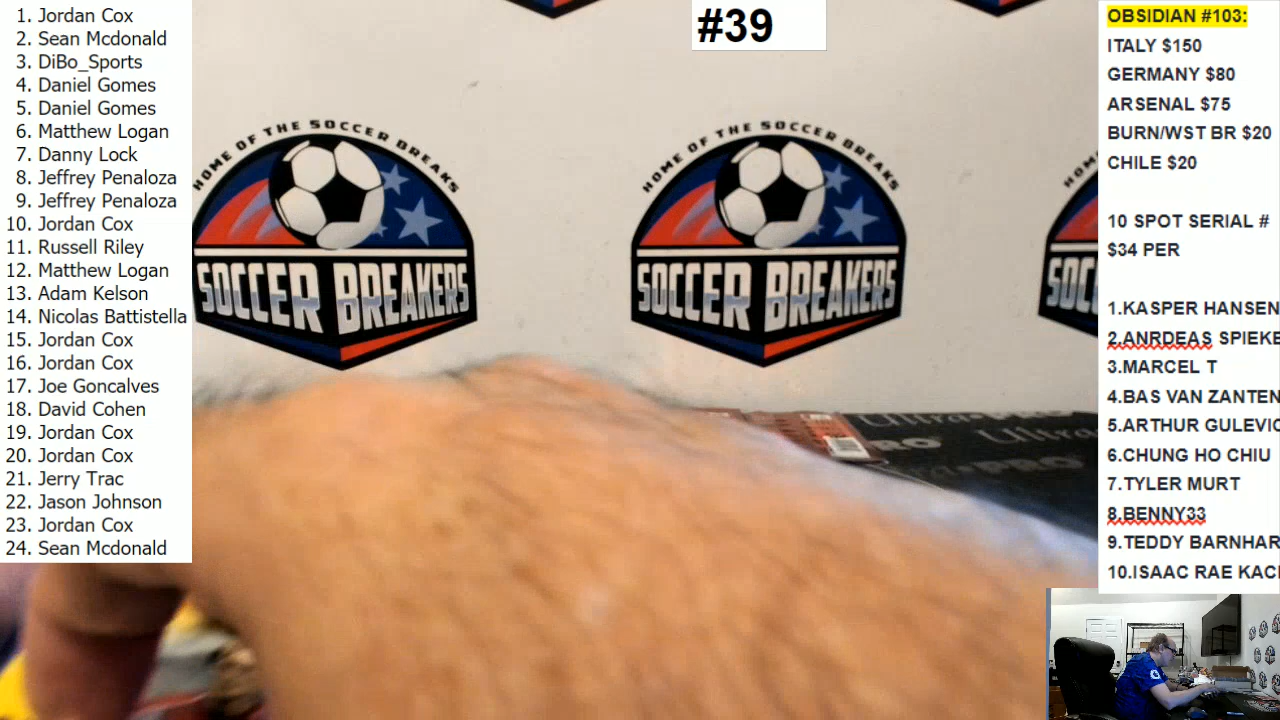 1. Jordan Cox
2. Sean Mcdonald
3. DiBo_Sports
4. Daniel Gomes
5. Daniel Gomes
6. Matthew Logan
7. Danny Lock
8. Jeffrey Penaloza
9. Jeffrey Penaloza
10. Jordan Cox
11. Russell Riley
12. Matthew Logan
13. Adam Kelson
14. Nicolas Battistella
15. Jordan Cox
16. Jordan Cox
17. Joe Goncalves
18. David Cohen
19. Jordan Cox
20. Jordan Cox
21. Jerry Trac
22. Jason Johnson
23. Jordan Cox
24. Sean Mcdonald
#39
HOME OF THE SOCCER BREAKS
SOCCER BREAKERS
HOME OF THE SOCCER BREAKS
SOCCER BREAKERS
HOM
SOC
Ultra PRO
PRO
OBSIDIAN #103:
ITALY $150
GERMANY $80
ARSENAL $75
BURN/WST BR $20
CHILE $20
10 SPOT SERIAL #
$34 PER
1.KASPER HANSEN
2.ANRDEAS SPIEKE
3.MARCEL T
4.BAS VAN ZANTEN
5.ARTHUR GULEVIC
6.CHUNG HO CHIU
7.TYLER MURT
8.BENNY33
9.TEDDY BARNHAR
10.ISAAC RAE KAC